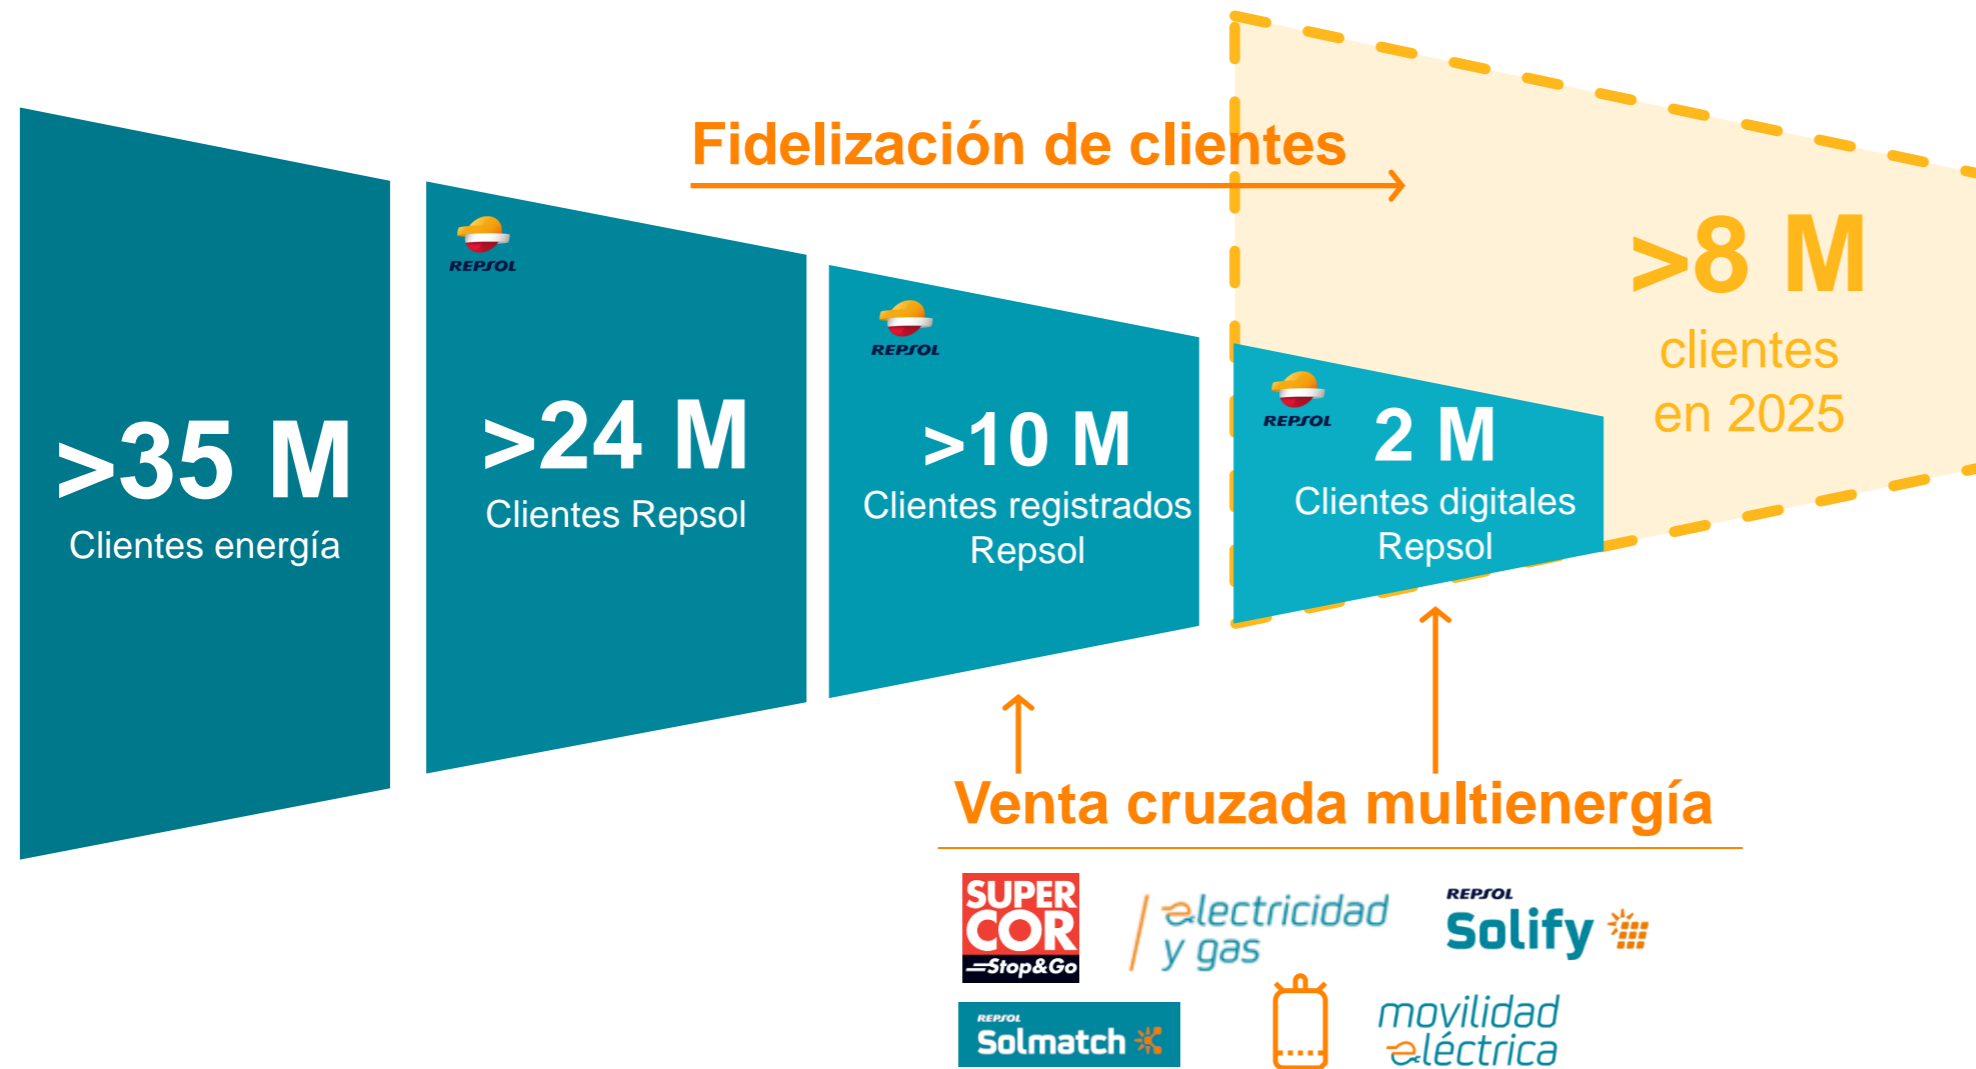 Fidelización de clientes
>35 M
Clientes energía
REPSOL
>24 M
Clientes Repsol
REPSOL
>10 M
Clientes registrados
Repsol
REPSOL
2 M
Clientes digitales
Repsol
>8 M
clientes
en 2025
Venta cruzada multienergía
SUPER
COR
Stop&Go
electricidad
y gas
REPSOL
Solify
REPSOL
Solmatch
movilidad
eléctrica